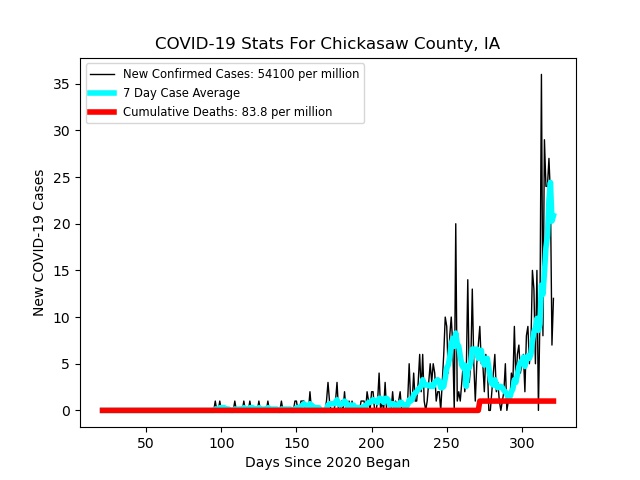 COVID-19 Stats For Chickasaw County, IA
New Confirmed Cases: 54100 per million
7 Day Case Average
Cumulative Deaths: 83.8 per million
New COVID-19 Cases
35
30
25
20
15
10
5
0
50
100
150
200
250
300
Days Since 2020 Began